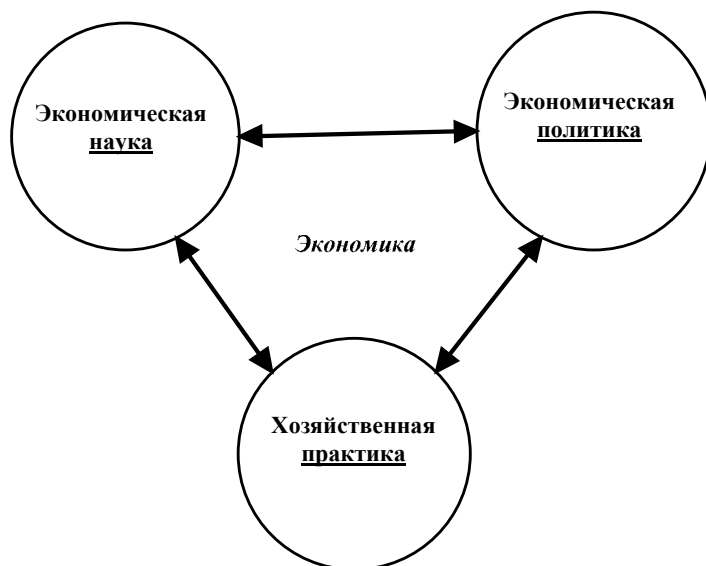 Экономическая
наука
Экономическая
политика
Экономика
Хозяйственная
практика